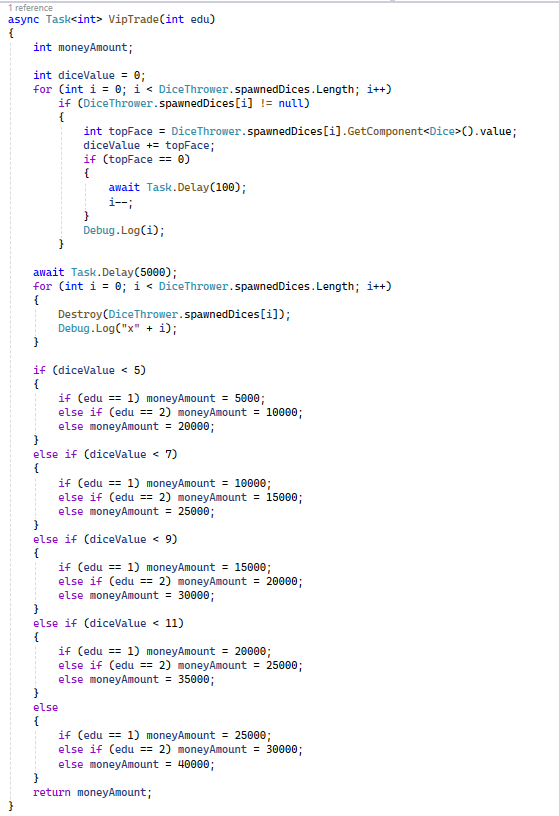 1 reference
async Task<int> VipTrade(int edu)
{
    int moneyAmount;

    int diceValue = 0;
    for (int i = 0; i < DiceThrower.spawnedDices.Length; i++)
        if (DiceThrower.spawnedDices[i] != null)
        {
            int topFace = DiceThrower.spawnedDices[i].GetComponent<Dice>().value;
            diceValue += topFace;
            if (topFace == 0)
            {
                await Task.Delay(100);
                i--;
            }
            Debug.Log(i);
        }

    await Task.Delay(5000);
    for (int i = 0; i < DiceThrower.spawnedDices.Length; i++)
    {
        Destroy(DiceThrower.spawnedDices[i]);
        Debug.Log("x" + i);
    }

    if (diceValue < 5)
    {
        if (edu == 1) moneyAmount = 5000;
        else if (edu == 2) moneyAmount = 10000;
        else moneyAmount = 20000;
    }
    else if (diceValue < 7)
    {
        if (edu == 1) moneyAmount = 10000;
        else if (edu == 2) moneyAmount = 15000;
        else moneyAmount = 25000;
    }
    else if (diceValue < 9)
    {
        if (edu == 1) moneyAmount = 15000;
        else if (edu == 2) moneyAmount = 20000;
        else moneyAmount = 30000;
    }
    else if (diceValue < 11)
    {
        if (edu == 1) moneyAmount = 20000;
        else if (edu == 2) moneyAmount = 25000;
        else moneyAmount = 35000;
    }
    else
    {
        if (edu == 1) moneyAmount = 25000;
        else if (edu == 2) moneyAmount = 30000;
        else moneyAmount = 40000;
    }
    return moneyAmount;
}